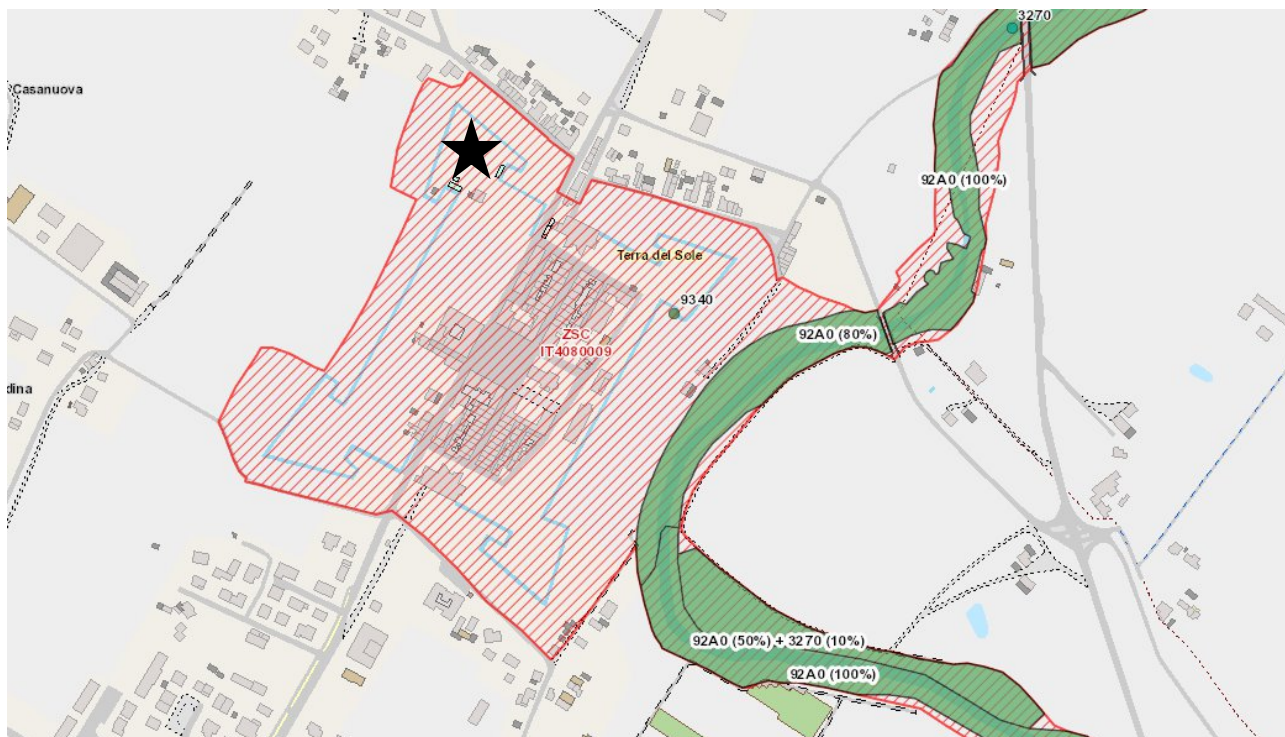 3270
Casanuova
92A0 (100%)
Terra del Sole
9340
92A0 (80%)
ZSC
IT4080009
dina
92A0 (50%) + 3270 (10%)
92A0 (100%)